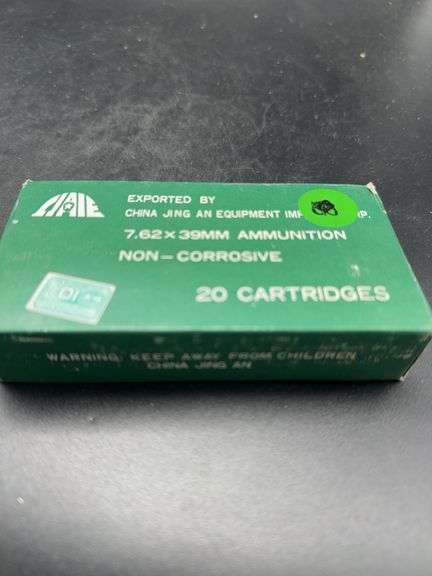 EXPORTED BY
CHINA JING AN EQUIPMENT IMP P.
7.62×39MM AMMUNITION
NON-CORROSIVE
20 CARTRIDGES
WARNING: KEEP AWAY FROM CHILDREN
CHINA JING AN